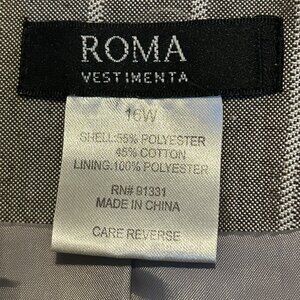 ROMA
VESTIMENTA
16W
SHELL:55% POLYESTER
45% COTTON
LINING:100% POLYESTER
RN# 91331
MADE IN CHINA
CARE REVERSE